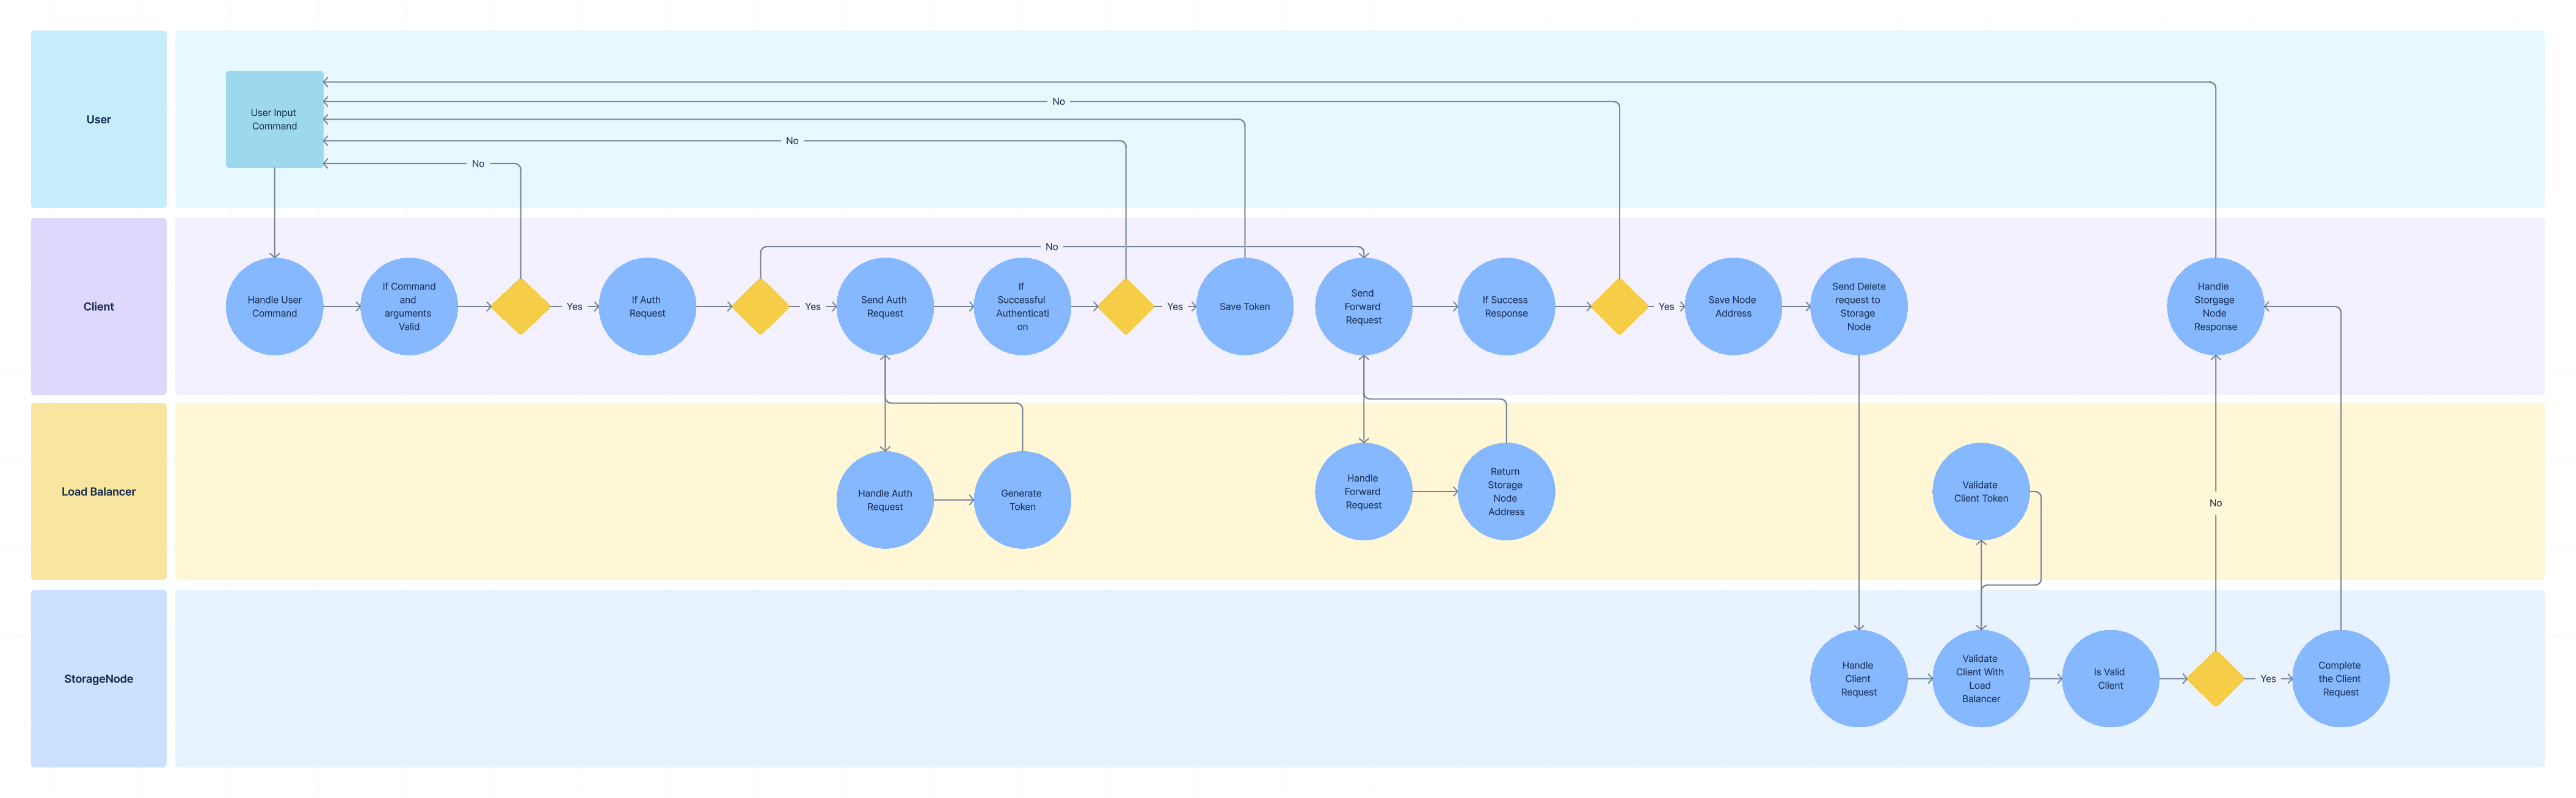 User
User Input
Command
No
No
No
Client
Handle User
Command
If Command
and
arguments
Valid
Yes
If Auth
Request
Yes
No
Send Auth
Request
If
Successful
Authenticati
on
Yes
Save Token
Send
Forward
Request
If Success
Response
Yes
Save Node
Address
Send Delete
request to
Storage
Node
Handle
Storgage
Node
Response
Load Balancer
Handle Auth
Request
Generate
Token
Handle
Forward
Request
Return
Storage
Node
Address
Validate
Client Token
No
StorageNode
Handle
Client
Request
Validate
Client With
Load
Balancer
Is Valid
Client
Yes
Complete
the Client
Request